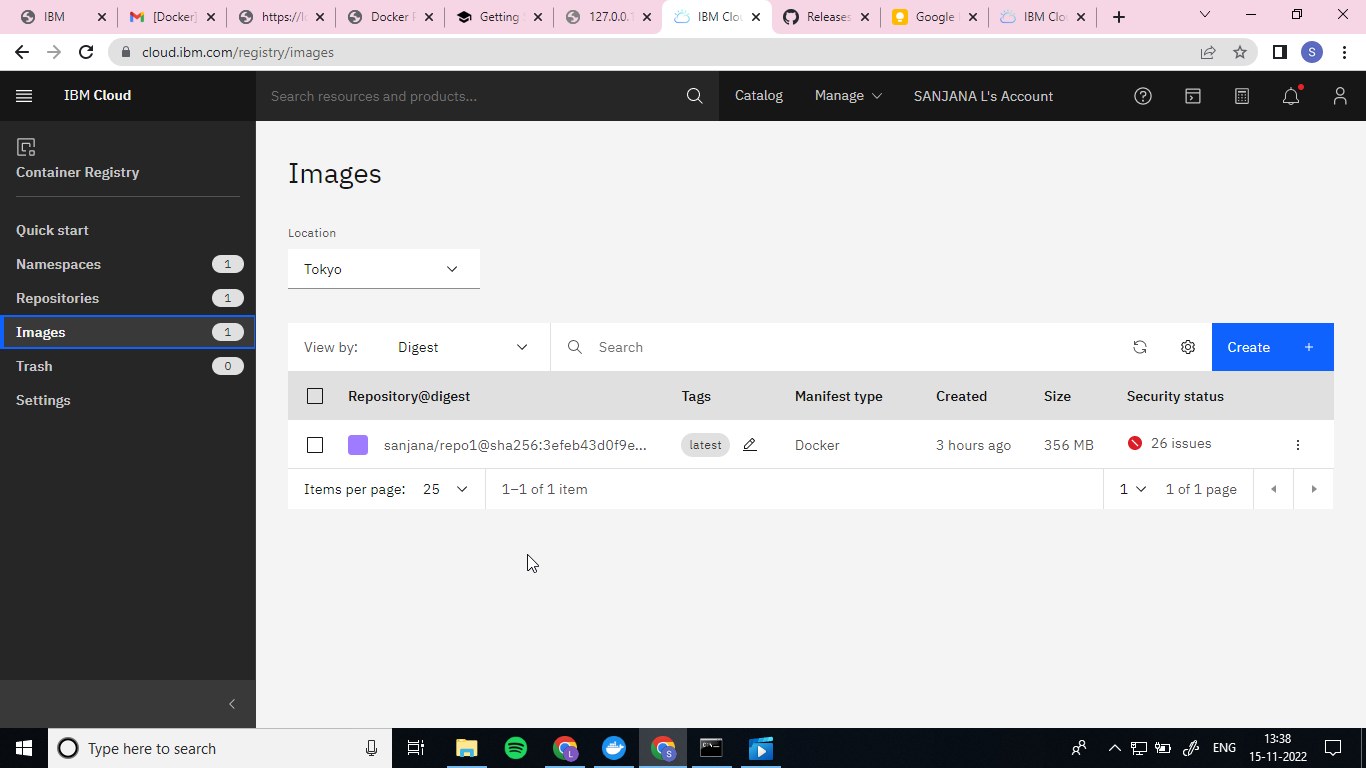 IBM
[Docker]
https://l
Docker
Getting
127.0.0.1
IBM Clou
Releases
Google
IBM Clou
cloud.ibm.com/registry/images
S
IBM Cloud
Search resources and products...
Catalog
Manage
SANJANA L's Account
Container Registry
Quick start
Namespaces 1
Repositories 1
Images 1
Trash 0
Settings
Images
Location
Tokyo
View by: Digest
Search
Create +
Repository@digest Tags Manifest type Created Size Security status
sanjana/repo1@sha256:3efeb43d0f9e... latest Docker 3 hours ago 356 MB 26 issues
Items per page: 25 1–1 of 1 item 1 1 of 1 page
Type here to search
L
S
ENG
13:38
15-11-2022